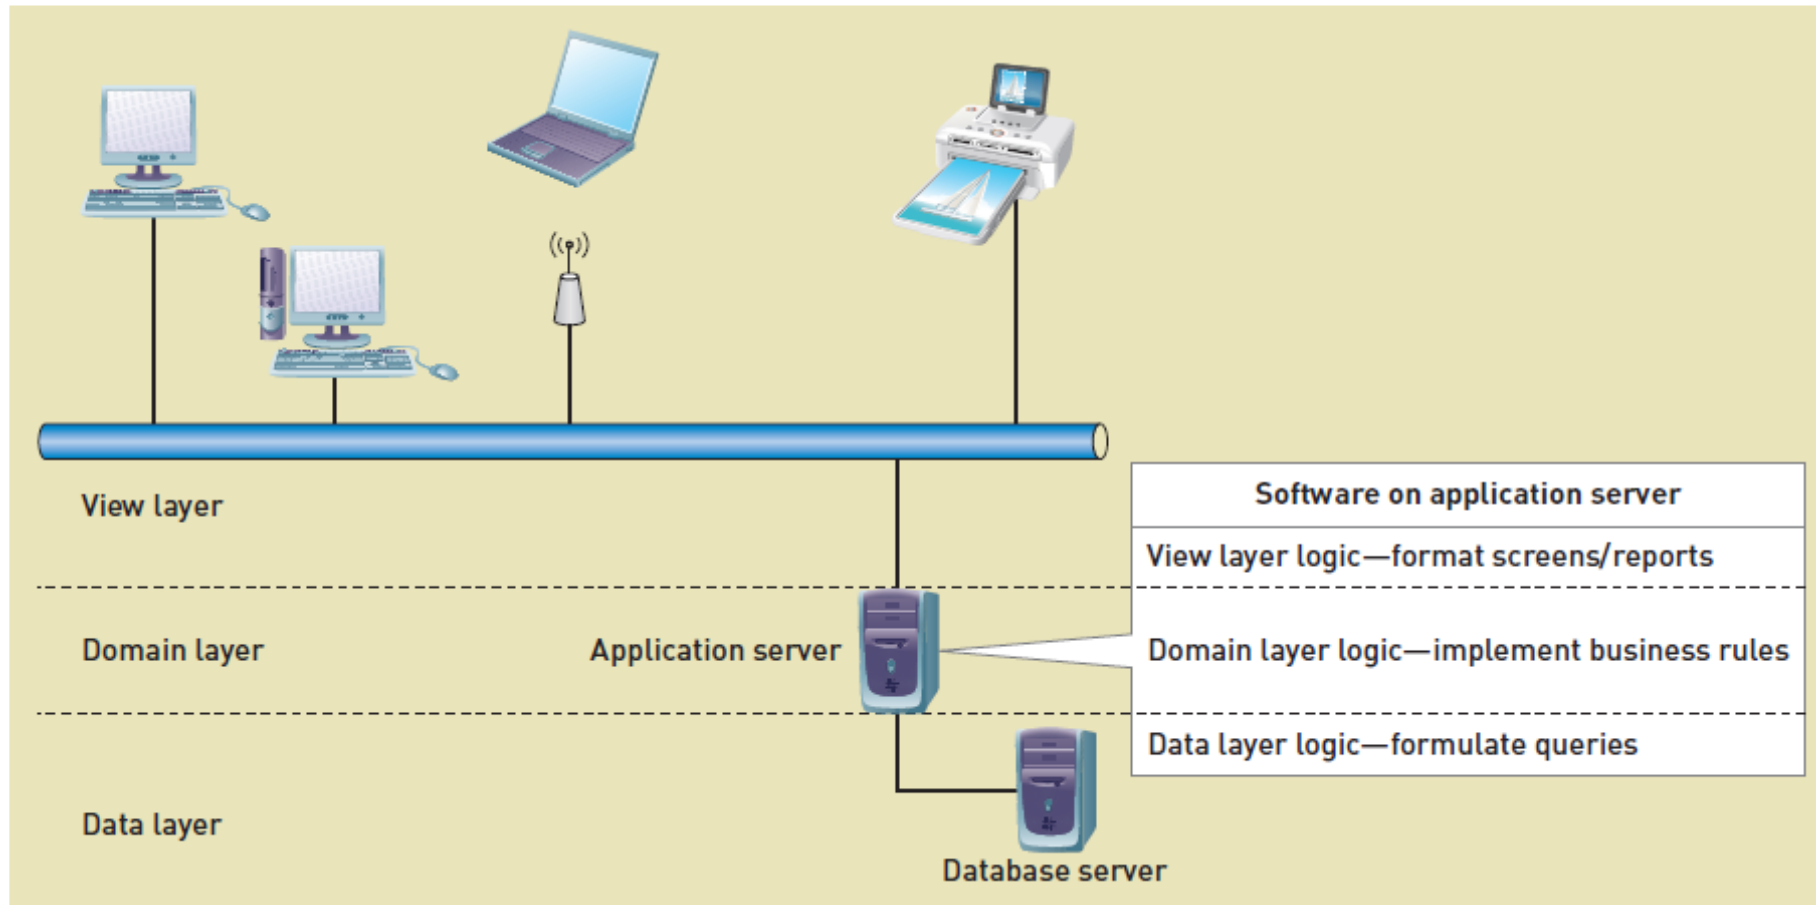 View layer
Software on application server
View layer logic—format screens/reports
Domain layer
Application server
Domain layer logic—implement business rules
Data layer logic—formulate queries
Data layer
Database server